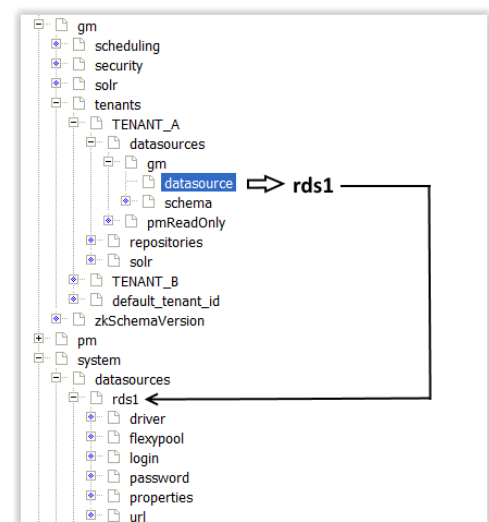 gm
scheduling
security
solr
tenants
TENANT_A
datasources
gm
datasource rds1
schema
pmReadOnly
repositories
solr
TENANT_B
default_tenant_id
zkSchemaVersion
pm
system
datasources
rds1
driver
flexypool
login
password
properties
url